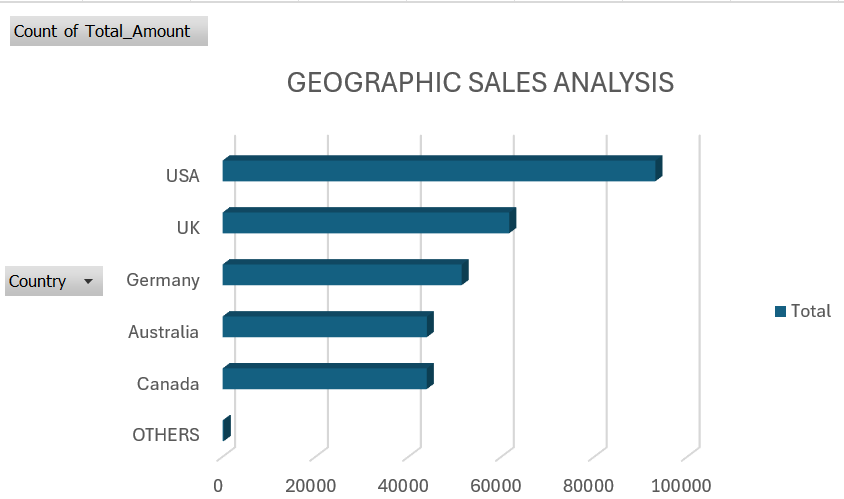 Count of Total_Amount
GEOGRAPHIC SALES ANALYSIS
USA
UK
Germany
Country
Australia
Canada
OTHERS
Total
0 20000 40000 60000 80000 100000